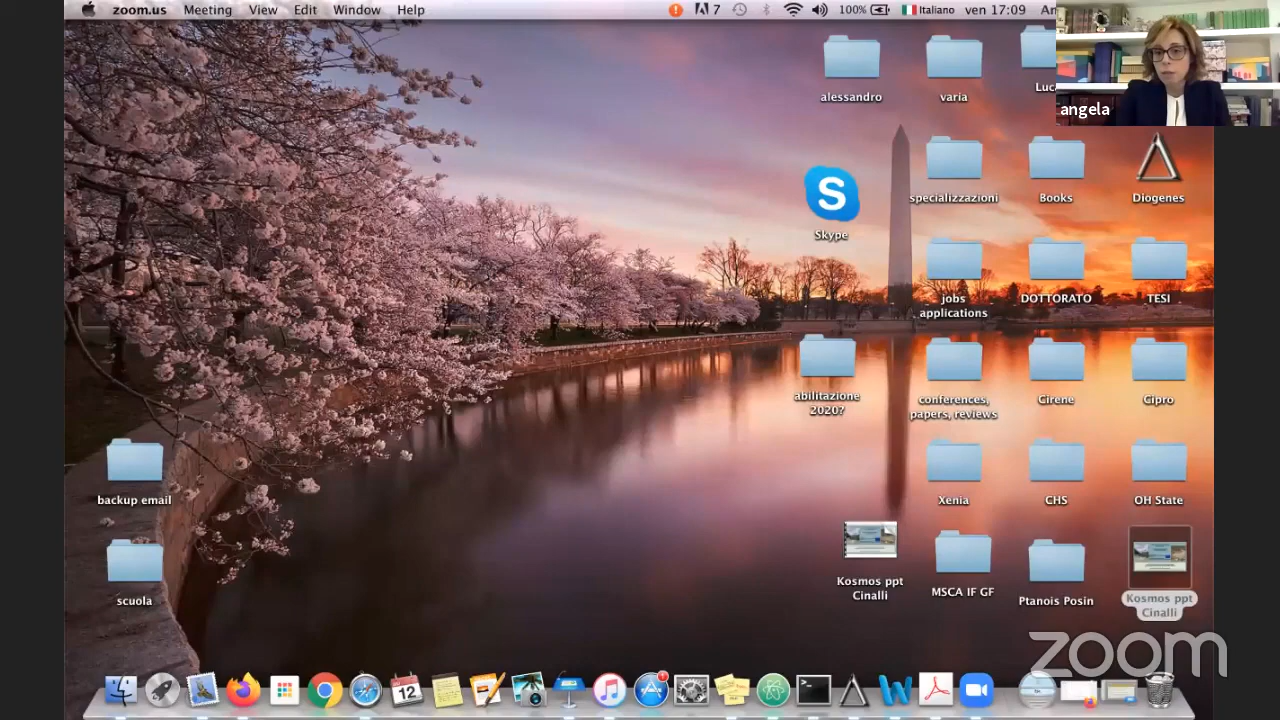 zoom.us Meeting View Edit Window Help
7 100% Italiano ven 17:09
angela
alessandro
varia
specializzazioni
Books
Diogenes
S
Skype
jobs
applications
DOTTORATO
TESI
abilitazione
2020?
conferences,
papers, reviews
Cirene
Cipro
backup email
Xenia
CHS
OH State
scuola
Kosmos ppt
Cinalli
MSCA IF GF
Ptanois Posin
Kosmos ppt
Cinalli
zoom
12